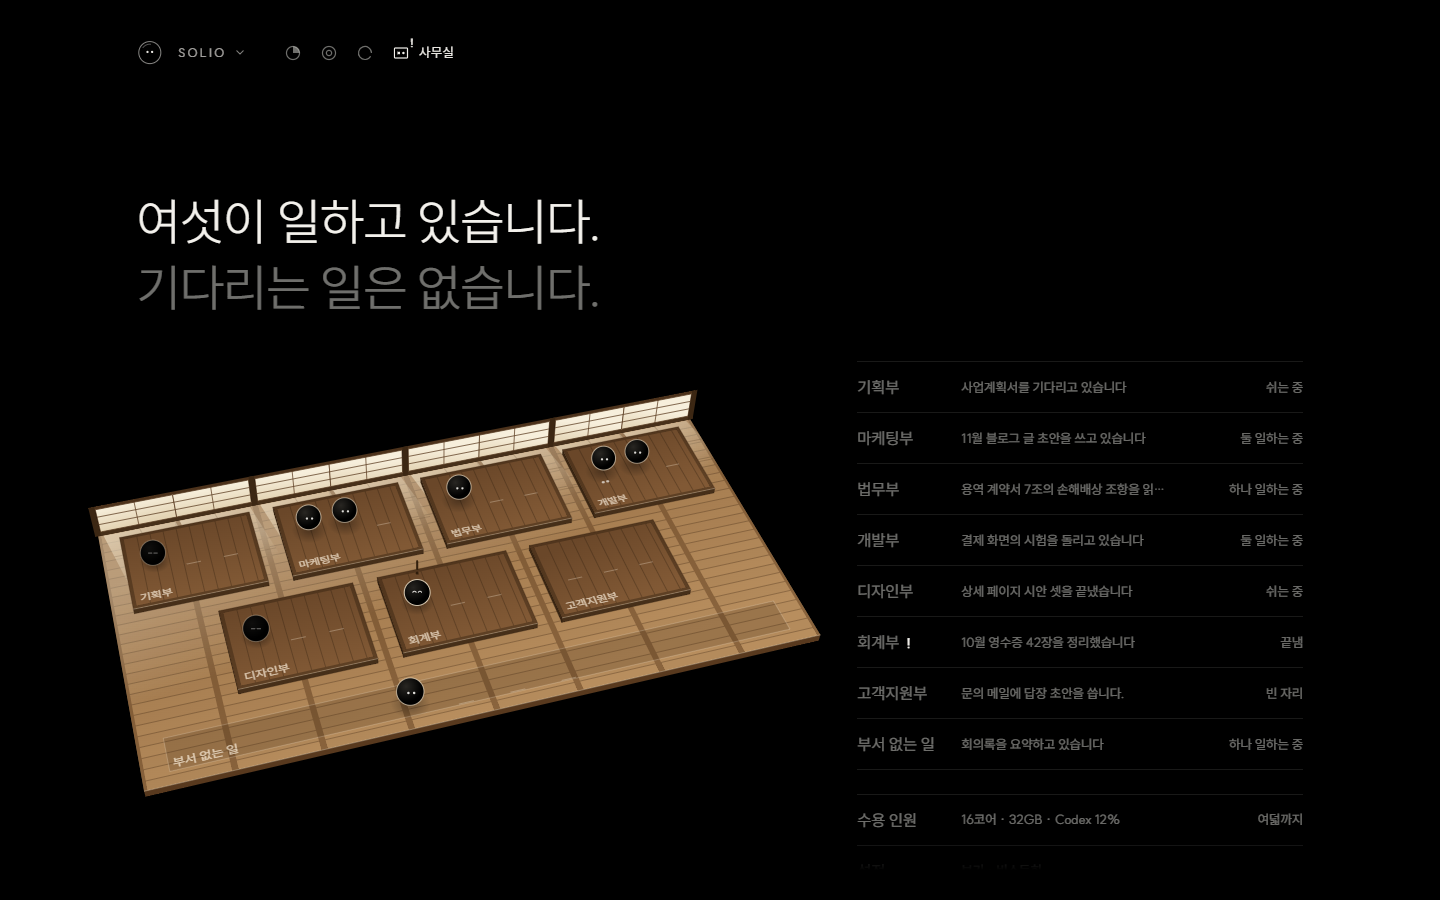 SOLIO
! 사무실
여섯이 일하고 있습니다.
기다리는 일은 없습니다.
기획부 사업계획서를 기다리고 있습니다 쉬는 중
마케팅부 11월 블로그 글 초안을 쓰고 있습니다 둘 일하는 중
법무부 용역 계약서 7조의 손해배상 조항을 읽… 하나 일하는 중
개발부 결제 화면의 시험을 돌리고 있습니다 둘 일하는 중
디자인부 상세 페이지 시안 셋을 끝냈습니다 쉬는 중
회계부 ! 10월 영수증 42장을 정리했습니다 끝냄
고객지원부 문의 메일에 답장 초안을 씁니다. 빈 자리
부서 없는 일 회의록을 요약하고 있습니다 하나 일하는 중
수용 인원 16코어 · 32GB · Codex 12% 여덟까지
기획부
마케팅부
법무부
개발부
디자인부
회계부
고객지원부
부서 없는 일